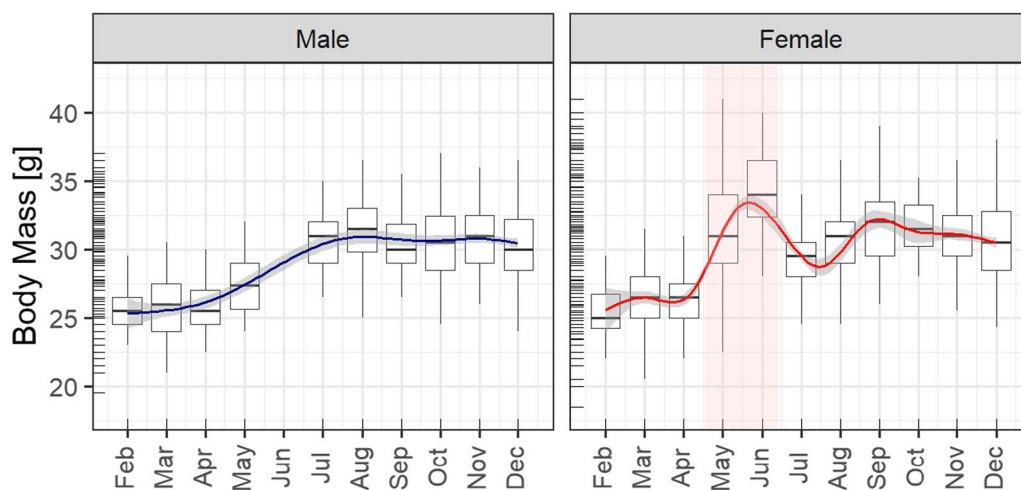 Male
Female
Body Mass [g]
40
35
30
25
20
Feb
Mar
Apr
May
Jun
Jul
Aug
Sep
Oct
Nov
Dec
Feb
Mar
Apr
May
Jun
Jul
Aug
Sep
Oct
Nov
Dec